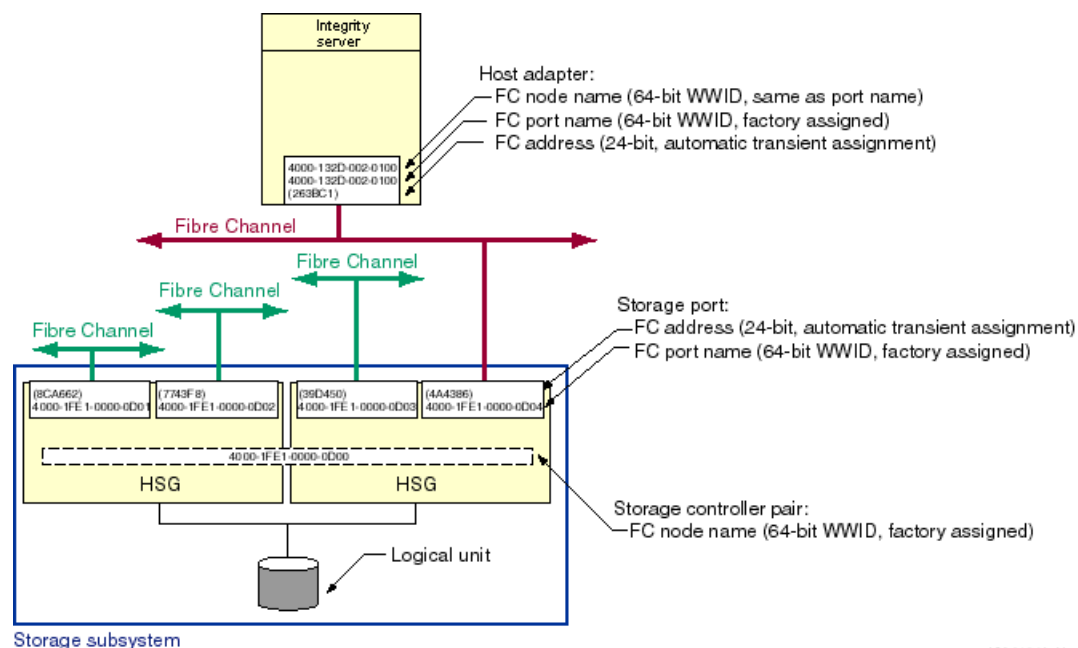 Integrity
server
Host adapter:
FC node name (64-bit WWID, same as port name)
FC port name (64-bit WWID, factory assigned)
FC address (24-bit, automatic transient assignment)
4000-132D-002-0100
4000-132D-002-0100
(263BC1)
Fibre Channel
Fibre Channel
Fibre Channel
Fibre Channel
Storage port:
FC address (24-bit, automatic transient assignment)
FC port name (64-bit WWID, factory assigned)
(8CA662)
4000-1FE1-0000-0D01
(7743F8)
4000-1FE1-0000-0D02
(39D450)
4000-1FE1-0000-0D03
(4A4386)
4000-1FE1-0000-0D04
4000-1FE1-0000-0D00
HSG
HSG
Storage controller pair:
FC node name (64-bit WWID, factory assigned)
Logical unit
Storage subsystem